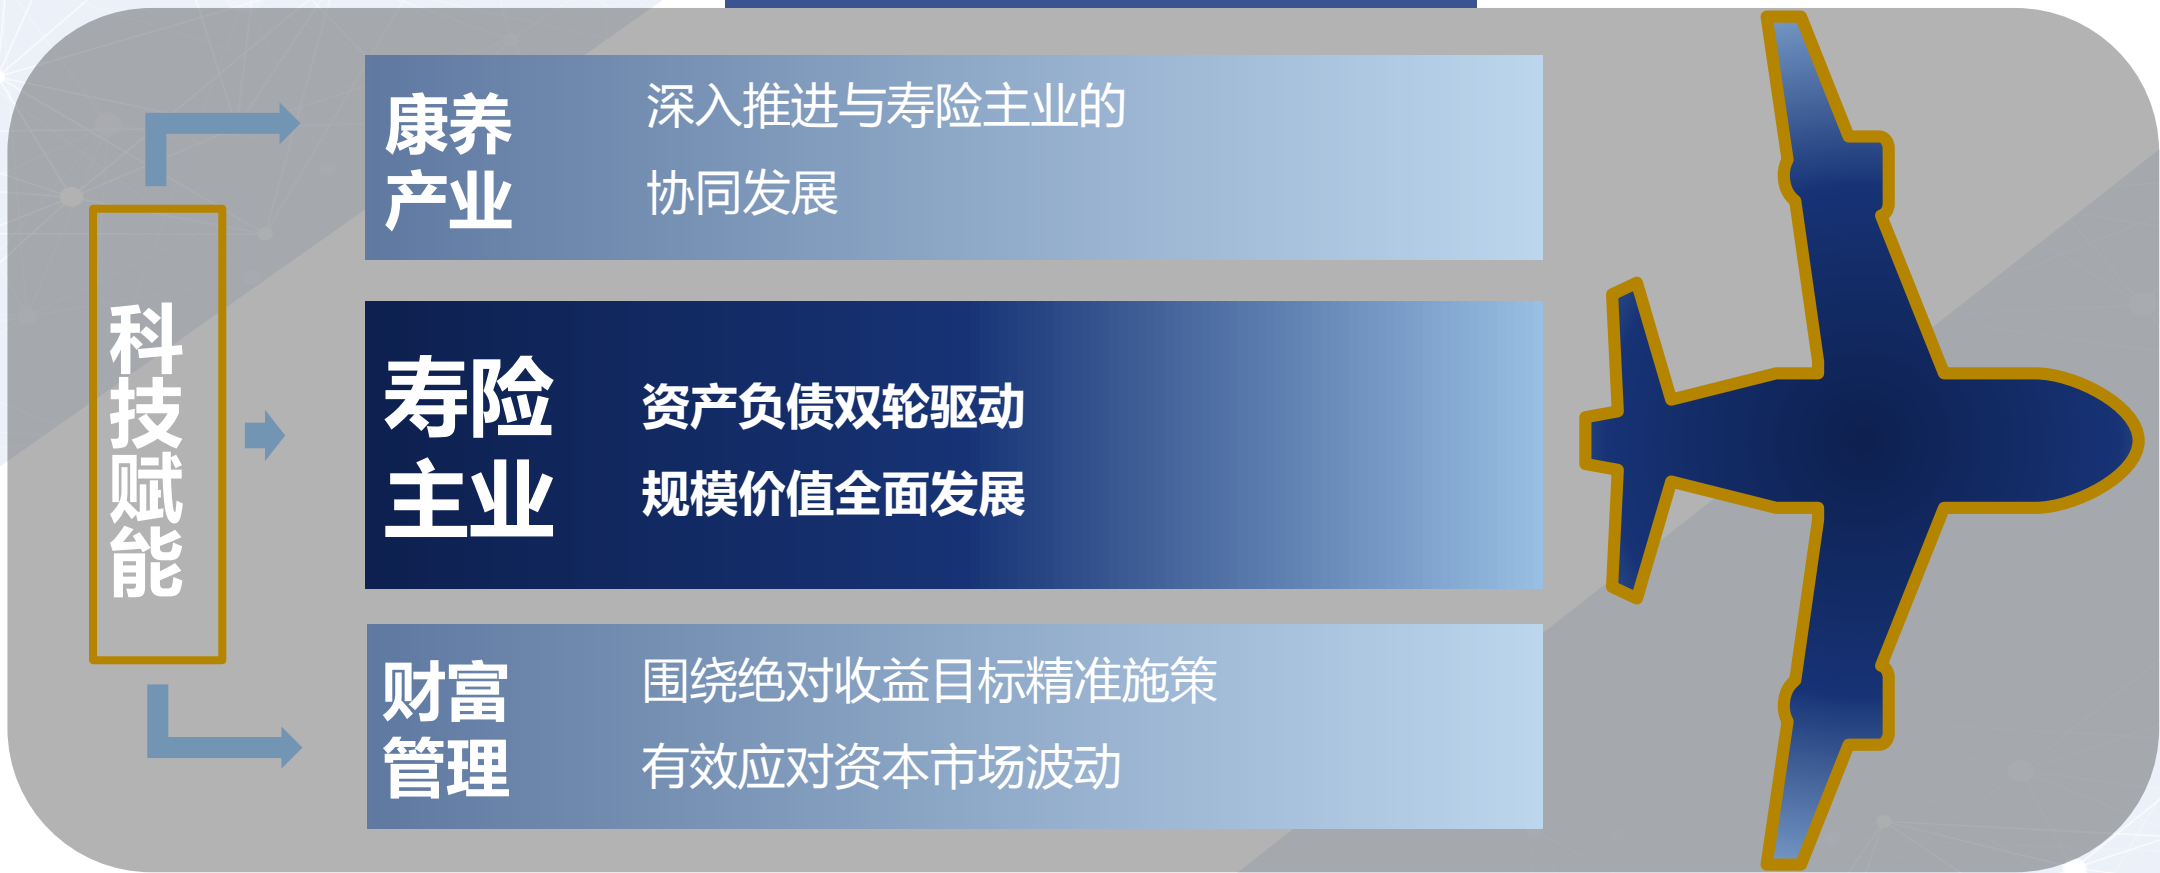 科技赋能
康养
产业
深入推进与寿险主业的
协同发展
寿险
主业
资产负债双轮驱动
规模价值全面发展
财富
管理
围绕绝对收益目标精准施策
有效应对资本市场波动